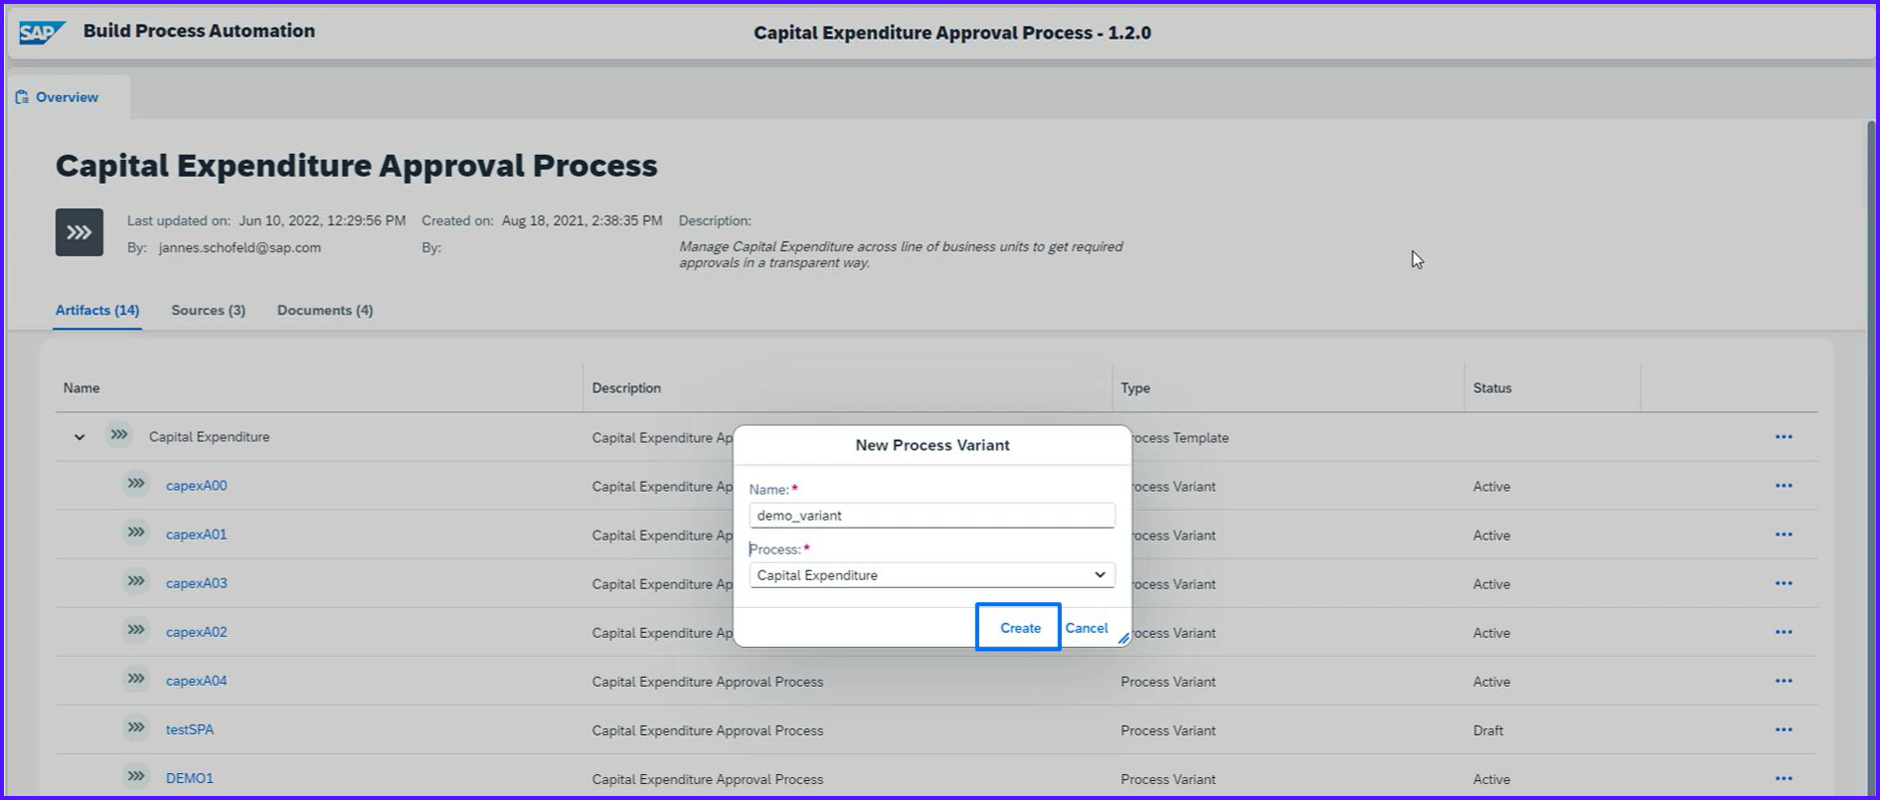 SAP Build Process Automation Capital Expenditure Approval Process - 1.2.0
Overview
Capital Expenditure Approval Process
Last updated on: Jun 10, 2022, 12:29:56 PM Created on: Aug 18, 2021, 2:38:35 PM Description:
By: jannes.schofeld@sap.com By:
Manage Capital Expenditure across line of business units to get required
approvals in a transparent way.
Artifacts (14) Sources (3) Documents (4)
Name Description Type Status
Capital Expenditure Capital Expenditure Ap rocess Template
capexA00 Capital Expenditure Ap rocess Variant Active
capexA01 Capital Expenditure Ap rocess Variant Active
capexA03 Capital Expenditure Ap rocess Variant Active
capexA02 Capital Expenditure Ap rocess Variant Active
capexA04 Capital Expenditure Approval Process Process Variant Active
testSPA Capital Expenditure Approval Process Process Variant Draft
DEMO1 Capital Expenditure Approval Process Process Variant Active
New Process Variant
Name: *
demo_variant
Process: *
Capital Expenditure
Create Cancel